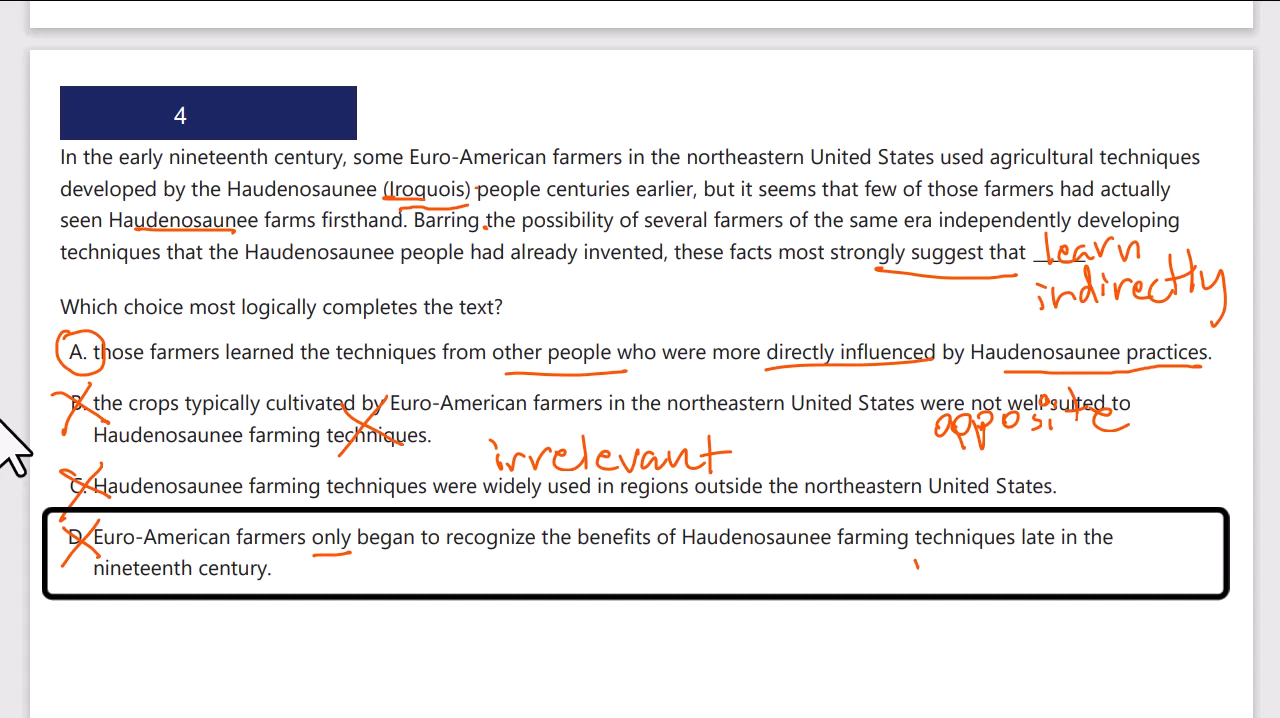 4
In the early nineteenth century, some Euro-American farmers in the northeastern United States used agricultural techniques
developed by the Haudenosaunee (Iroquois) people centuries earlier, but it seems that few of those farmers had actually
seen Haudenosaunee farms firsthand. Barring the possibility of several farmers of the same era independently developing
techniques that the Haudenosaunee people had already invented, these facts most strongly suggest that _____
learn
indirectly
Which choice most logically completes the text?
A. those farmers learned the techniques from other people who were more directly influenced by Haudenosaunee practices.
B. the crops typically cultivated by Euro-American farmers in the northeastern United States were not well suited to
Haudenosaunee farming techniques.
opposite
irrelevant
C. Haudenosaunee farming techniques were widely used in regions outside the northeastern United States.
D. Euro-American farmers only began to recognize the benefits of Haudenosaunee farming techniques late in the
nineteenth century.